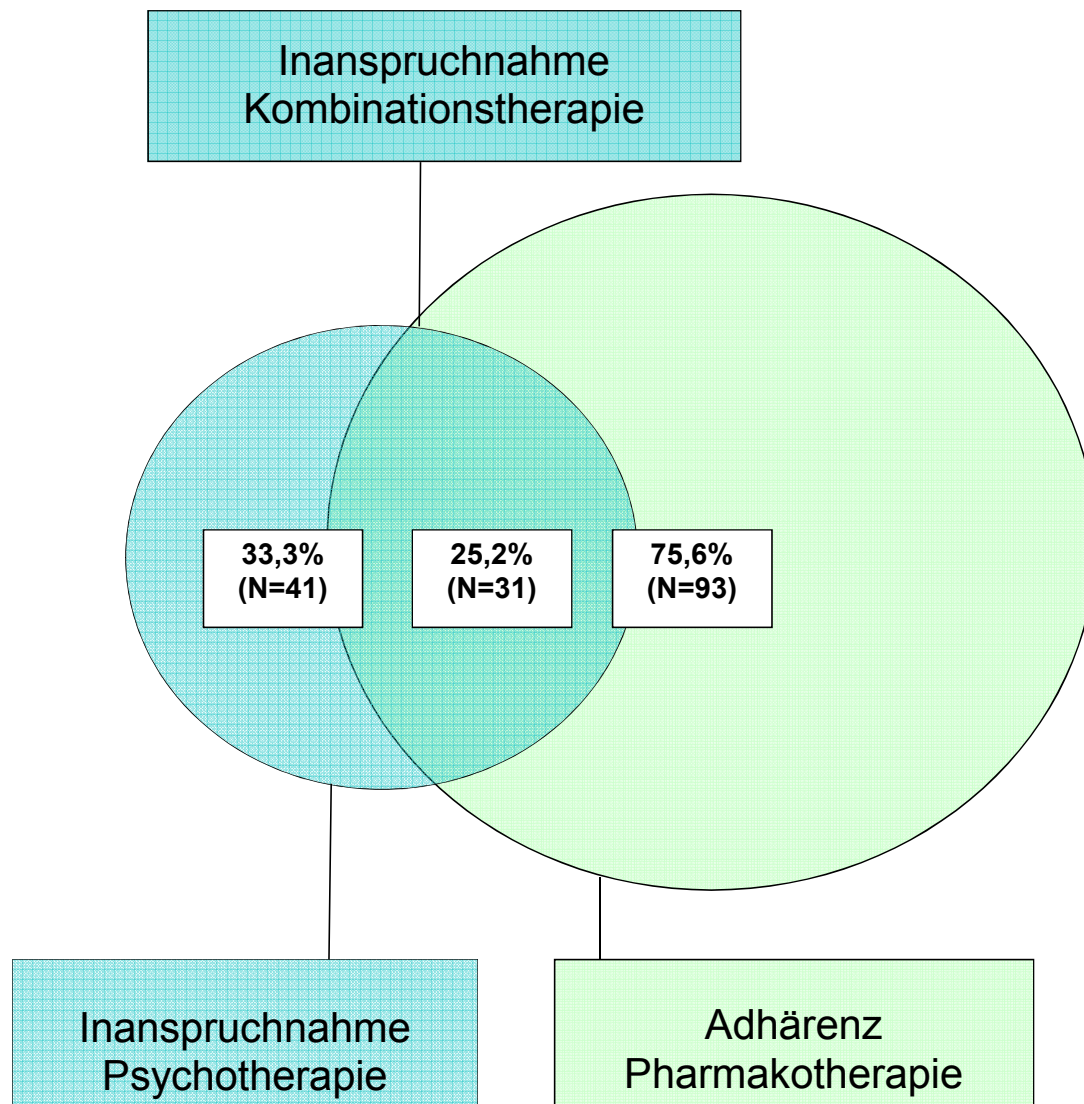 Inanspruchnahme
Kombinationstherapie
33,3%
(N=41)
25,2%
(N=31)
75,6%
(N=93)
Inanspruchnahme
Psychotherapie
Adhärenz
Pharmakotherapie